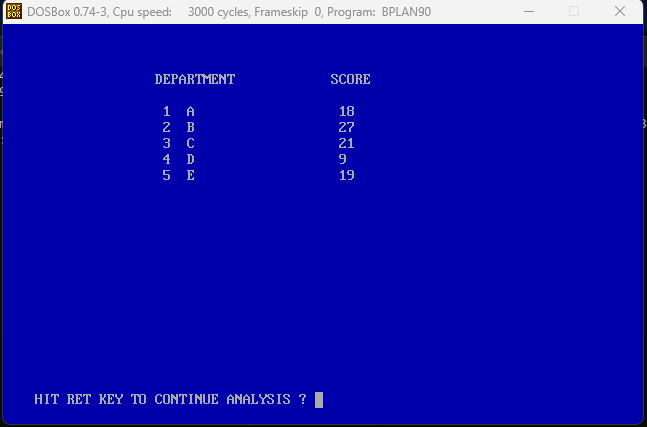 DOSBox 0.74-3, Cpu speed: 3000 cycles, Frameskip 0, Program: BPLAN90
DEPARTMENT SCORE
1 A 18
2 B 27
3 C 21
4 D 9
5 E 19
HIT RET KEY TO CONTINUE ANALYSIS ?